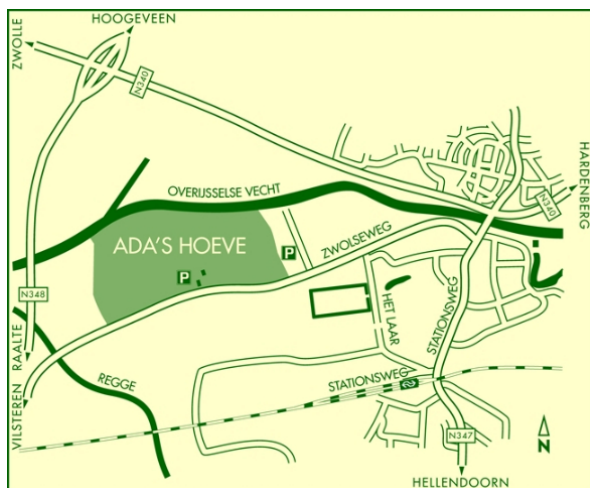 HOOGEVEEN
ZWOLLE
N340
HARDENBERG
N340
OVERIJSSELSE VECHT
ADA'S HOEVE
P
P
ZWOLSEWEG
N348
HET LAAR
STATIONSWEG
RAALTE
VILSTEREN
REGGE
STATIONSWEG
N347
N
HELLENDOORN